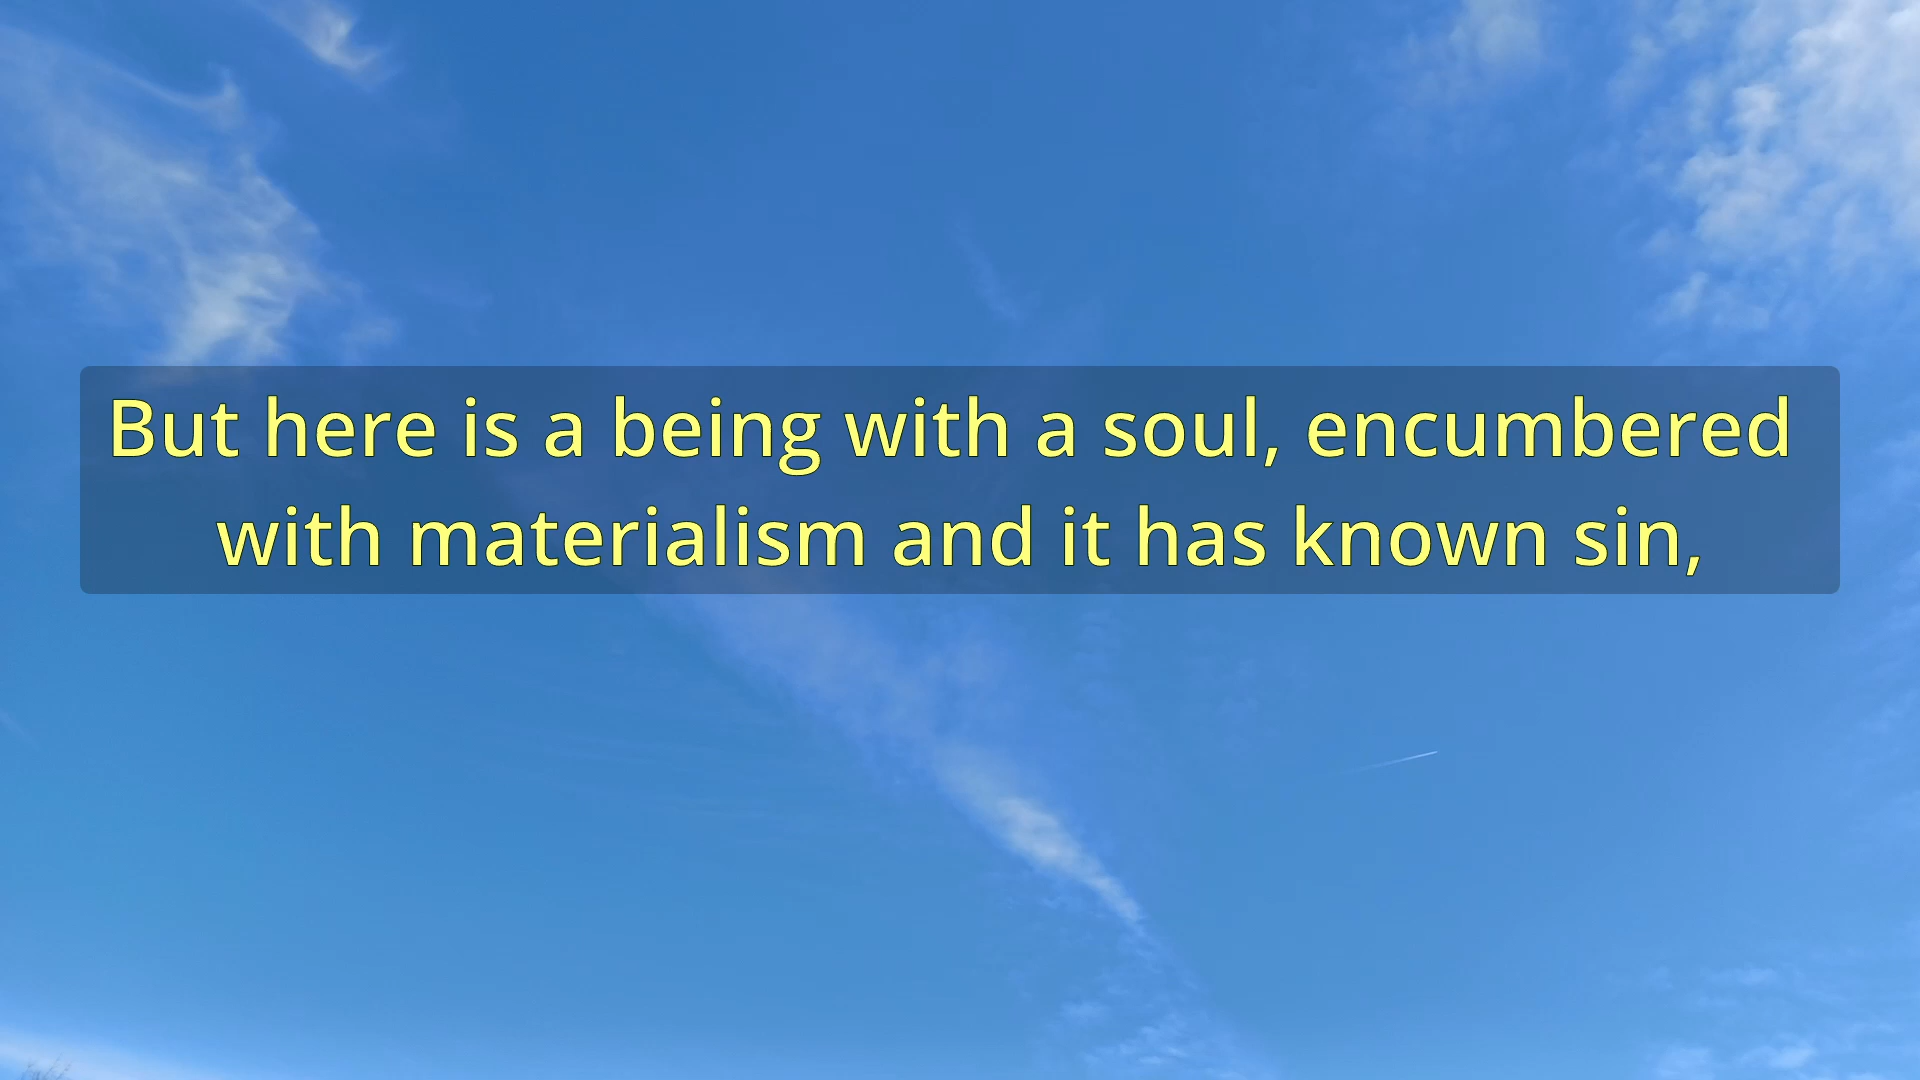 But here is a being with a soul, encumbered
with materialism and it has known sin,